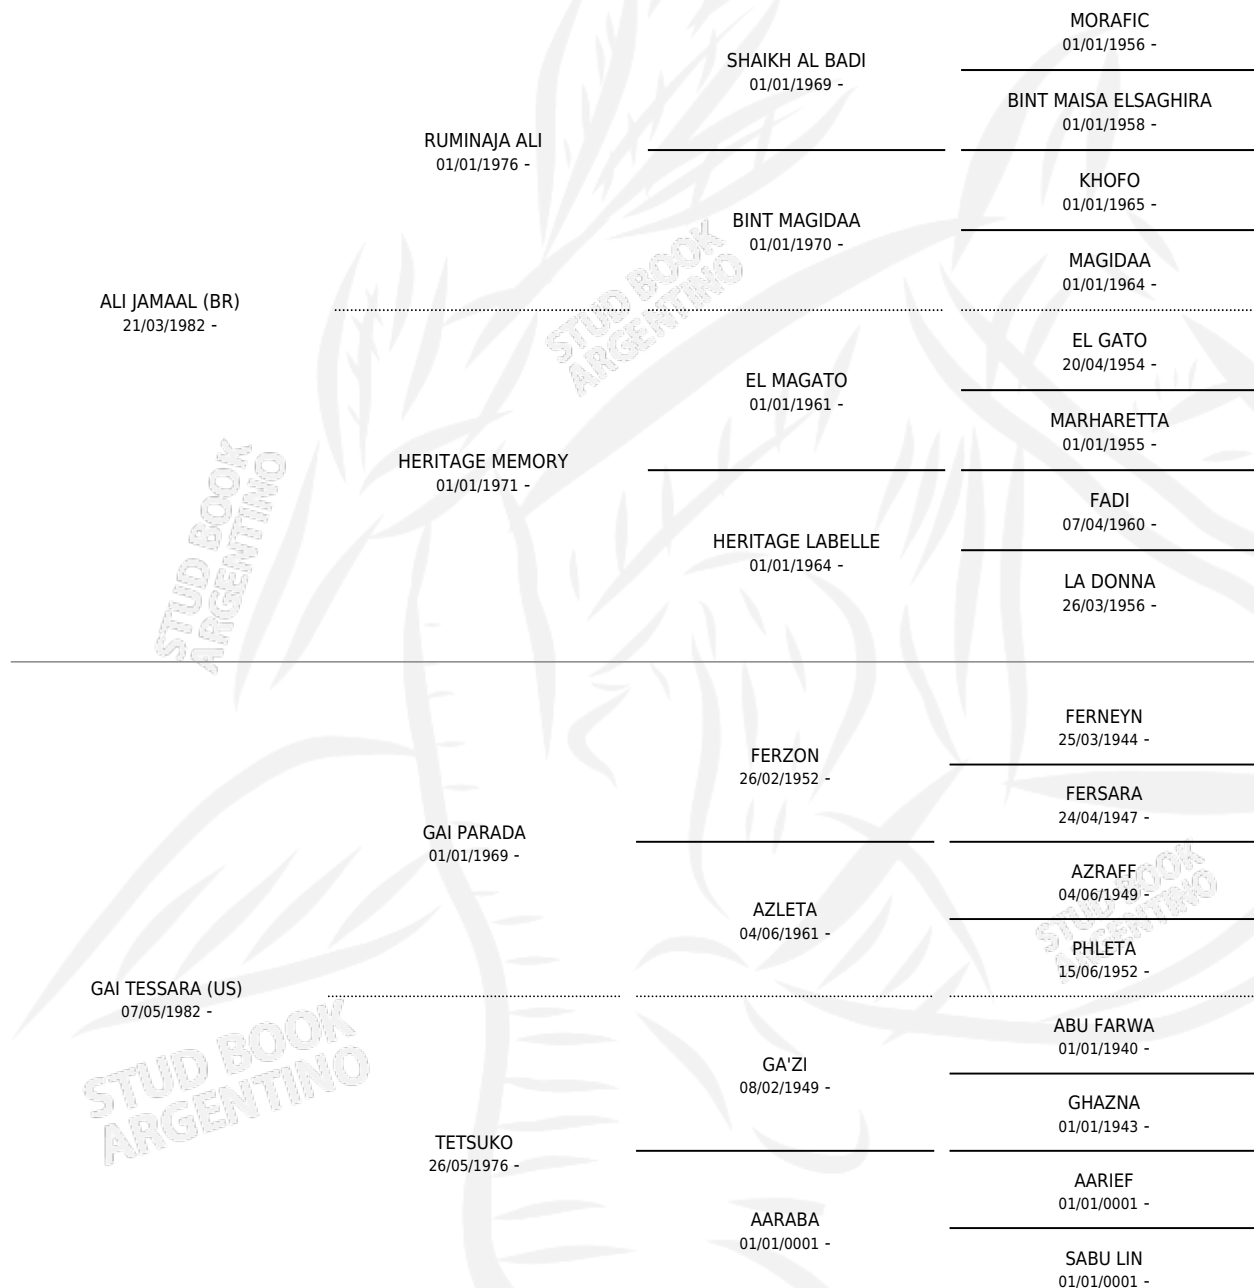 MORAFIC
01/01/1956 -
SHAIKH AL BADI
01/01/1969 -
BINT MAISA ELSAGHIRA
01/01/1958 -
RUMINAJA ALI
01/01/1976 -
KHOFO
01/01/1965 -
BINT MAGIDAA
01/01/1970 -
MAGIDAA
01/01/1964 -
ALI JAMAAL (BR)
21/03/1982 -
EL GATO
20/04/1954 -
EL MAGATO
01/01/1961 -
MARHARETTA
01/01/1955 -
HERITAGE MEMORY
01/01/1971 -
FADI
07/04/1960 -
HERITAGE LABELLE
01/01/1964 -
LA DONNA
26/03/1956 -
FERNEYN
25/03/1944 -
FERZON
26/02/1952 -
FERSARA
24/04/1947 -
GAI PARADA
01/01/1969 -
AZRAFF
04/06/1949 -
AZLETA
04/06/1961 -
PHLETA
15/06/1952 -
GAI TESSARA (US)
07/05/1982 -
ABU FARWA
01/01/1940 -
GA'ZI
08/02/1949 -
GHAZNA
01/01/1943 -
TETSUKO
26/05/1976 -
AARIEF
01/01/0001 -
AARABA
01/01/0001 -
SABU LIN
01/01/0001 -
STUD BOOK
ARGENTINO
STUD BOOK
ARGENTINO
STUD BOOK
ARGENTINO
STUD BOOK
ARGENTINO